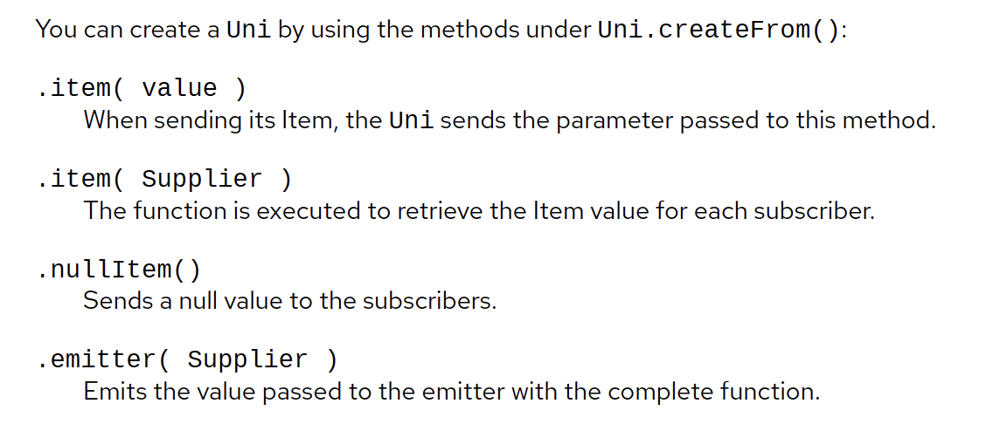 You can create a Uni by using the methods under Uni.createFrom():
.item( value )
When sending its Item, the Uni sends the parameter passed to this method.
.item( Supplier )
The function is executed to retrieve the Item value for each subscriber.
.nullItem()
Sends a null value to the subscribers.
.emitter( Supplier )
Emits the value passed to the emitter with the complete function.